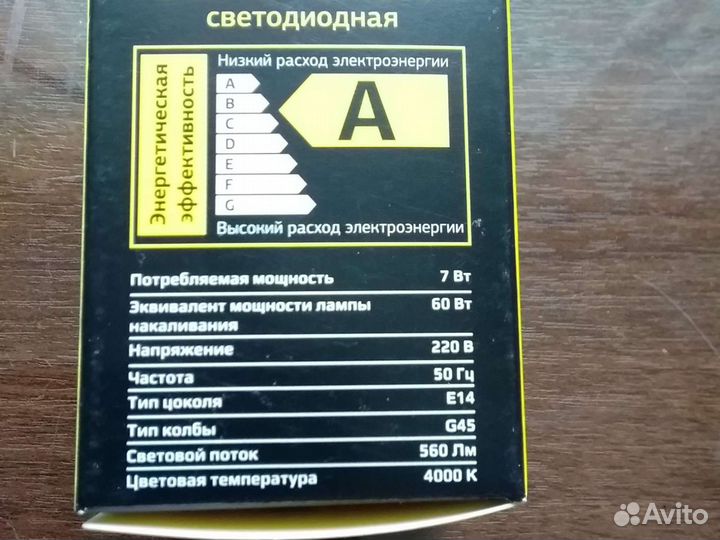 светодиодная
Низкий расход электроэнергии
Энергетическая
эффективность
A
B
C
D
E
F
G
A
Высокий расход электроэнергии
Потребляемая мощность 7 Вт
Эквивалент мощности лампы накаливания 60 Вт
Напряжение 220 В
Частота 50 Гц
Тип цоколя E14
Тип колбы G45
Световой поток 560 Лм
Цветовая температура 4000 К
Avito